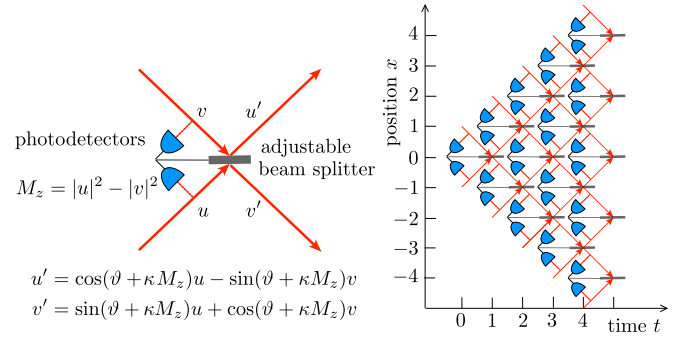 v
u′
photodetectors
adjustable
beam splitter
M_z = |u|² − |v|²
u
v′
u′ = cos(ϑ + κM_z)u − sin(ϑ + κM_z)v
v′ = sin(ϑ + κM_z)u + cos(ϑ + κM_z)v
position x
4
3
2
1
0
−1
−2
−3
−4
0 1 2 3 4
time t